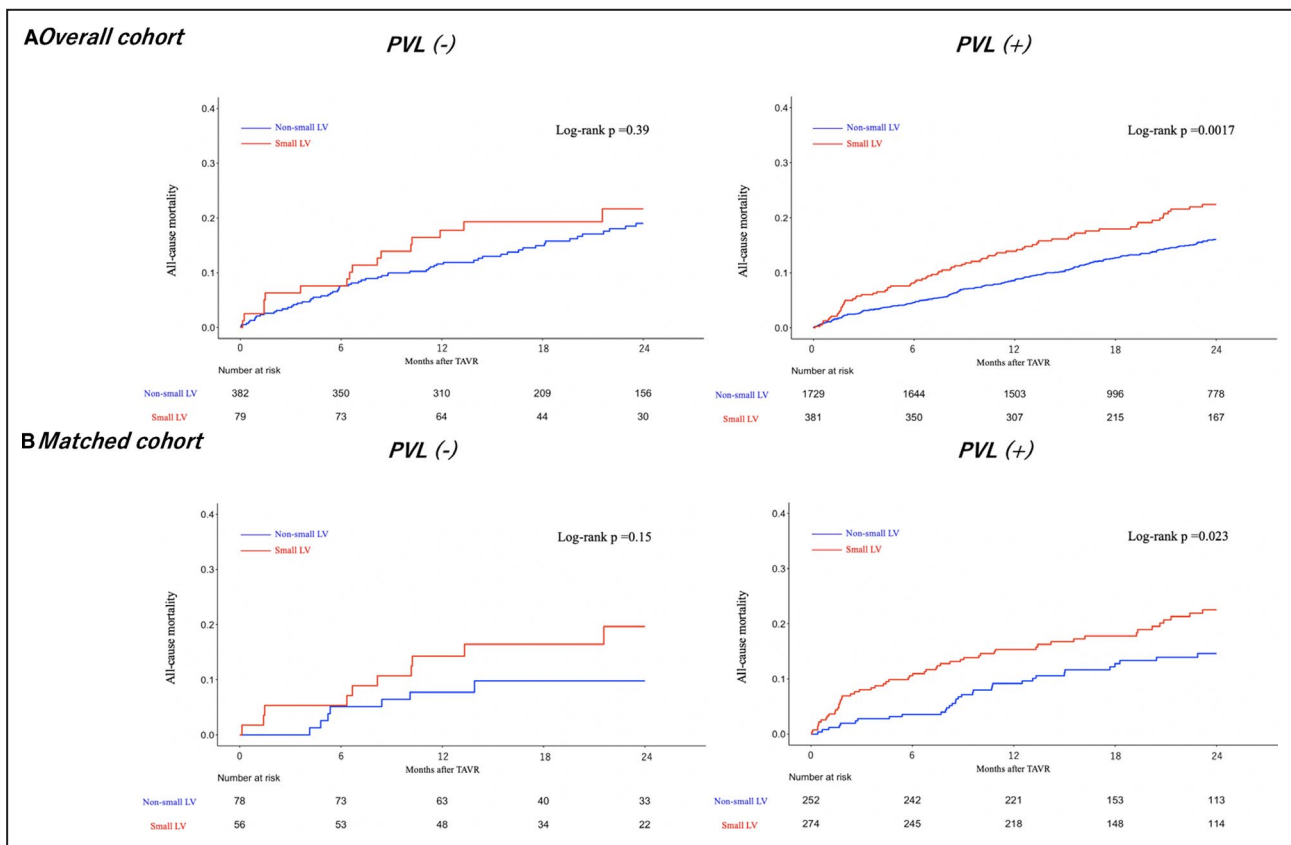 A Overall cohort
PVL (-)
PVL (+)
0.4
Non-small LV
Small LV
Log-rank p =0.39
0.3
0.2
0.1
0.0
All-cause mortality
0 6 12 18 24
Months after TAVR
Number at risk
Non-small LV 382 350 310 209 156
Small LV 79 73 64 44 30
0.4
Non-small LV
Small LV
Log-rank p =0.0017
0.3
0.2
0.1
0.0
All-cause mortality
0 6 12 18 24
Months after TAVR
Number at risk
Non-small LV 1729 1644 1503 996 778
Small LV 381 350 307 215 167
B Matched cohort
PVL (-)
PVL (+)
0.4
Non-small LV
Small LV
Log-rank p =0.15
0.3
0.2
0.1
0.0
All-cause mortality
0 6 12 18 24
Months after TAVR
Number at risk
Non-small LV 78 73 63 40 33
Small LV 56 53 48 34 22
0.4
Non-small LV
Small LV
Log-rank p =0.023
0.3
0.2
0.1
0.0
All-cause mortality
0 6 12 18 24
Months after TAVR
Number at risk
Non-small LV 252 242 221 153 113
Small LV 274 245 218 148 114